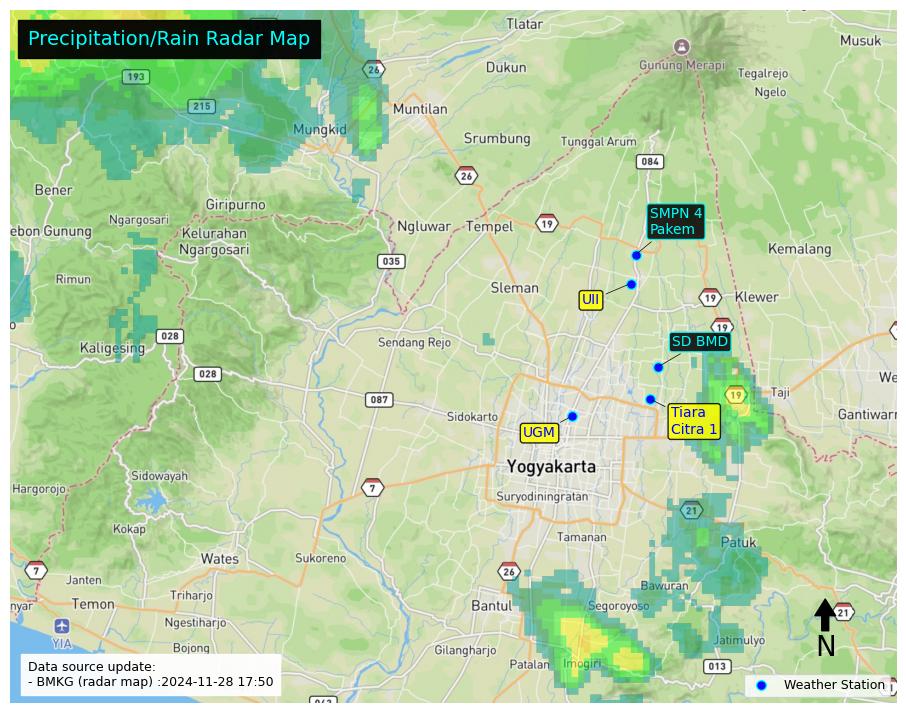 Precipitation/Rain Radar Map
Tlatar
Musuk
26
Dukun
Gunung Merapi
Tegalrejo
193
215
Muntilan
Ngelo
Mungkid
Srumbung
Tunggal Arum
084
26
Bener
Giripurno
Ngargosari
SMPN 4
Pakem
ebon Gunung
Kelurahan
Ngargosari
Ngluwar
Tempel
19
Kemalang
035
Rimun
Sleman
UII
19
Klewer
19
028
Kaligesing
Sendang Rejo
SD BMD
028
087
19
Taji
We
Sidokarto
Tiara
Citra 1
Gantiwarn
UGM
Yogyakarta
Sidowayah
Hargorojo
7
Suryodiningratan
21
Kokap
Tamanan
Patuk
Wates
Sukoreno
7
26
Janten
Bawuran
nyar
Temon
Triharjo
Bantul
Segoroyoso
21
Ngestiharjo
YIA
N
Bojong
Gilangharjo
Jatimulyo
Patalan
Imogiri
013
Data source update:
- BMKG (radar map) :2024-11-28 17:50
Weather Station